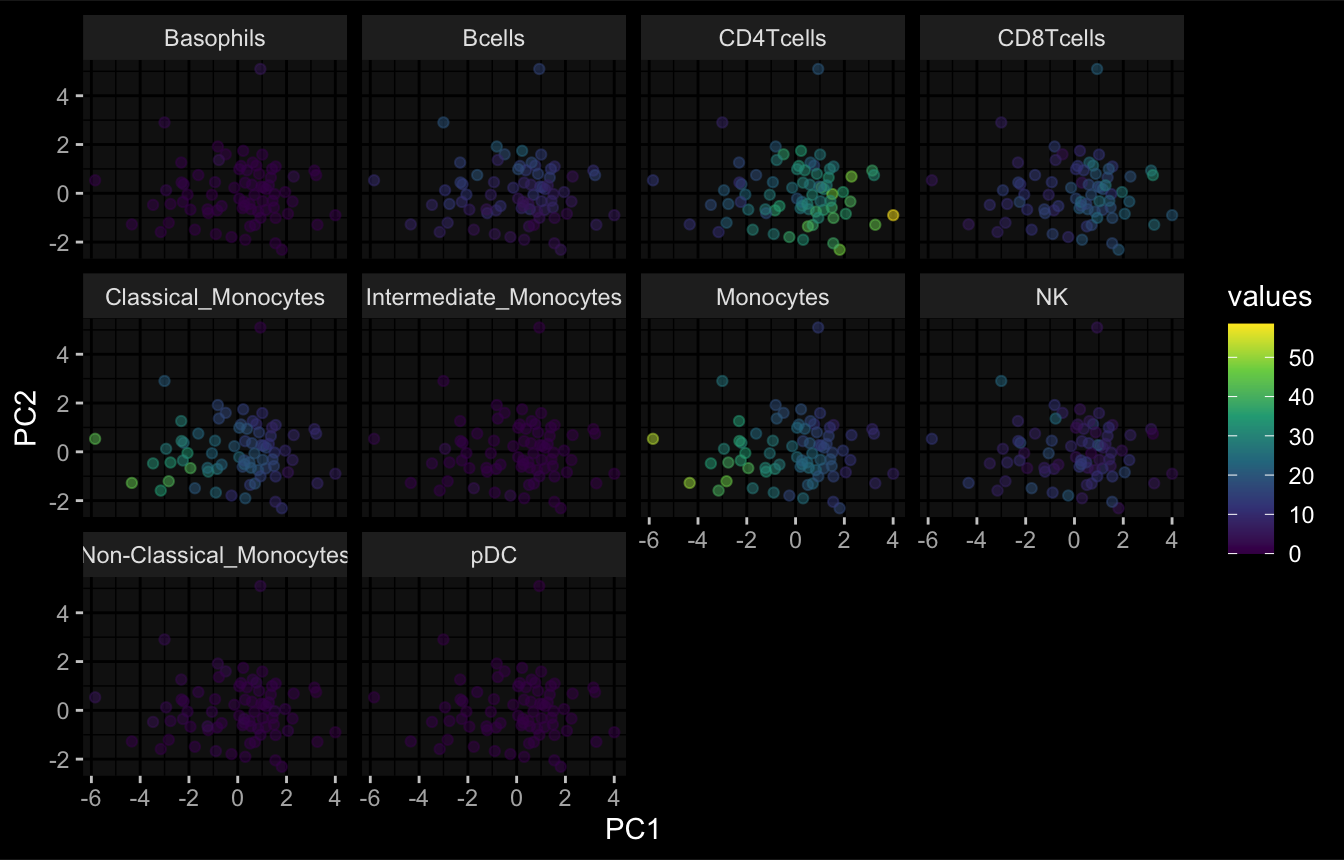 Basophils Bcells CD4Tcells CD8Tcells
4
2
0
-2
Classical_Monocytes Intermediate_Monocytes Monocytes NK
4
2
0
-2
-6 -4 -2 0 2 4 -6 -4 -2 0 2 4
Non-Classical_Monocytes pDC
4
2
0
-2
-6 -4 -2 0 2 4 -6 -4 -2 0 2 4
PC1
PC2
values
50
40
30
20
10
0